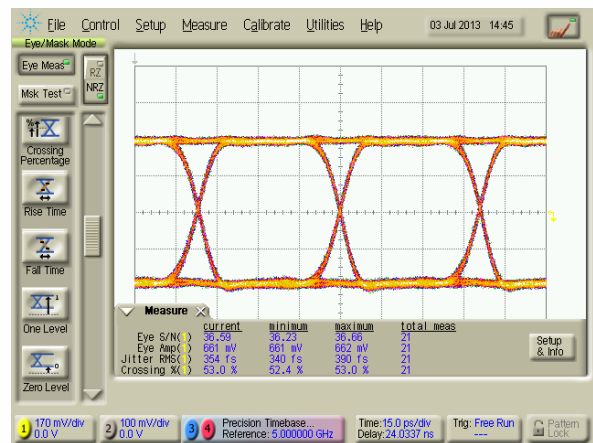 File Control Setup Measure Calibrate Utilities Help 03 Jul 2013 14:45
Eye/Mask Mode
Eye Meas
RZ
NRZ
Msk Test
Crossing
Percentage
Rise Time
Fall Time
One Level
Zero Level
Measure
current minimum maximum total meas
Eye S/N(1) 36.59 36.23 36.66 21
Eye Amp(1) 661 mV 661 mV 662 mV 21
Jitter RMS(1) 354 fs 340 fs 390 fs 21
Crossing %(1) 53.0 % 52.4 % 53.0 % 21
Setup
& Info
1 170 mV/div
0.0 V
2 100 mV/div
0.0 V
3 4 Precision Timebase...
Reference: 5.000000 GHz
Time:15.0 ps/div
Delay:24.0337 ns
Trig: Free Run
---
Pattern
Lock